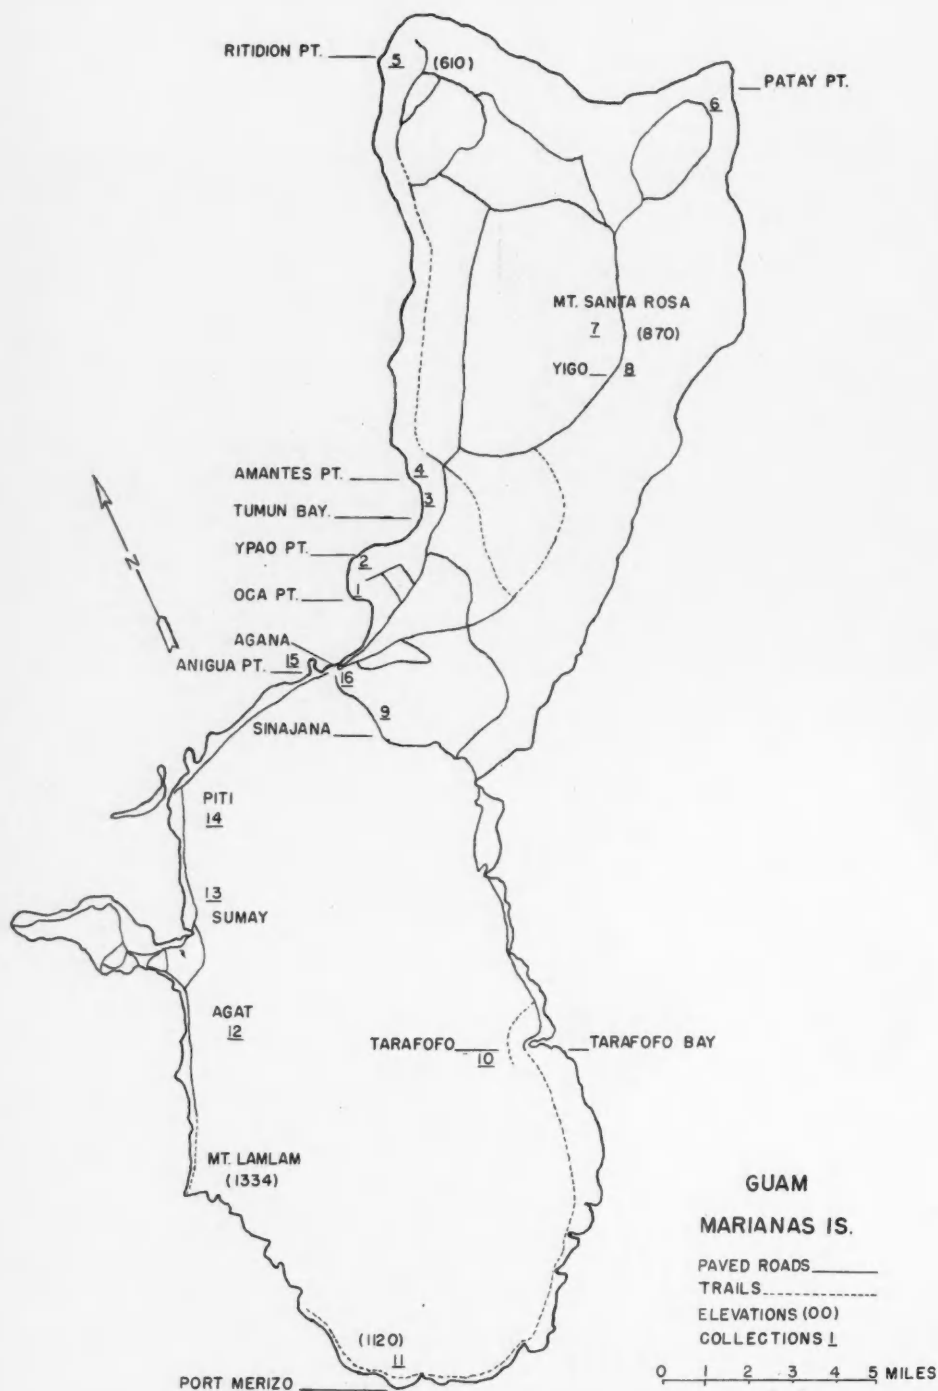 RITIDION PT.
5
(610)
PATAY PT.
6
MT. SANTA ROSA
7 (870)
YIGO 8
AMANTES PT. 4
3
TUMUN BAY.
YPAO PT. 2
OCA PT. 1
N
AGANA
ANIGUA PT. 15
16
9
SINAJANA
PITI
14
13
SUMAY
AGAT
12
TARAFOFO
10
TARAFOFO BAY
MT. LAMLAM
(1334)
GUAM
MARIANAS IS.
PAVED ROADS
TRAILS
ELEVATIONS (OO)
COLLECTIONS 1
(1120)
11
PORT MERIZO
0 1 2 3 4 5 MILES